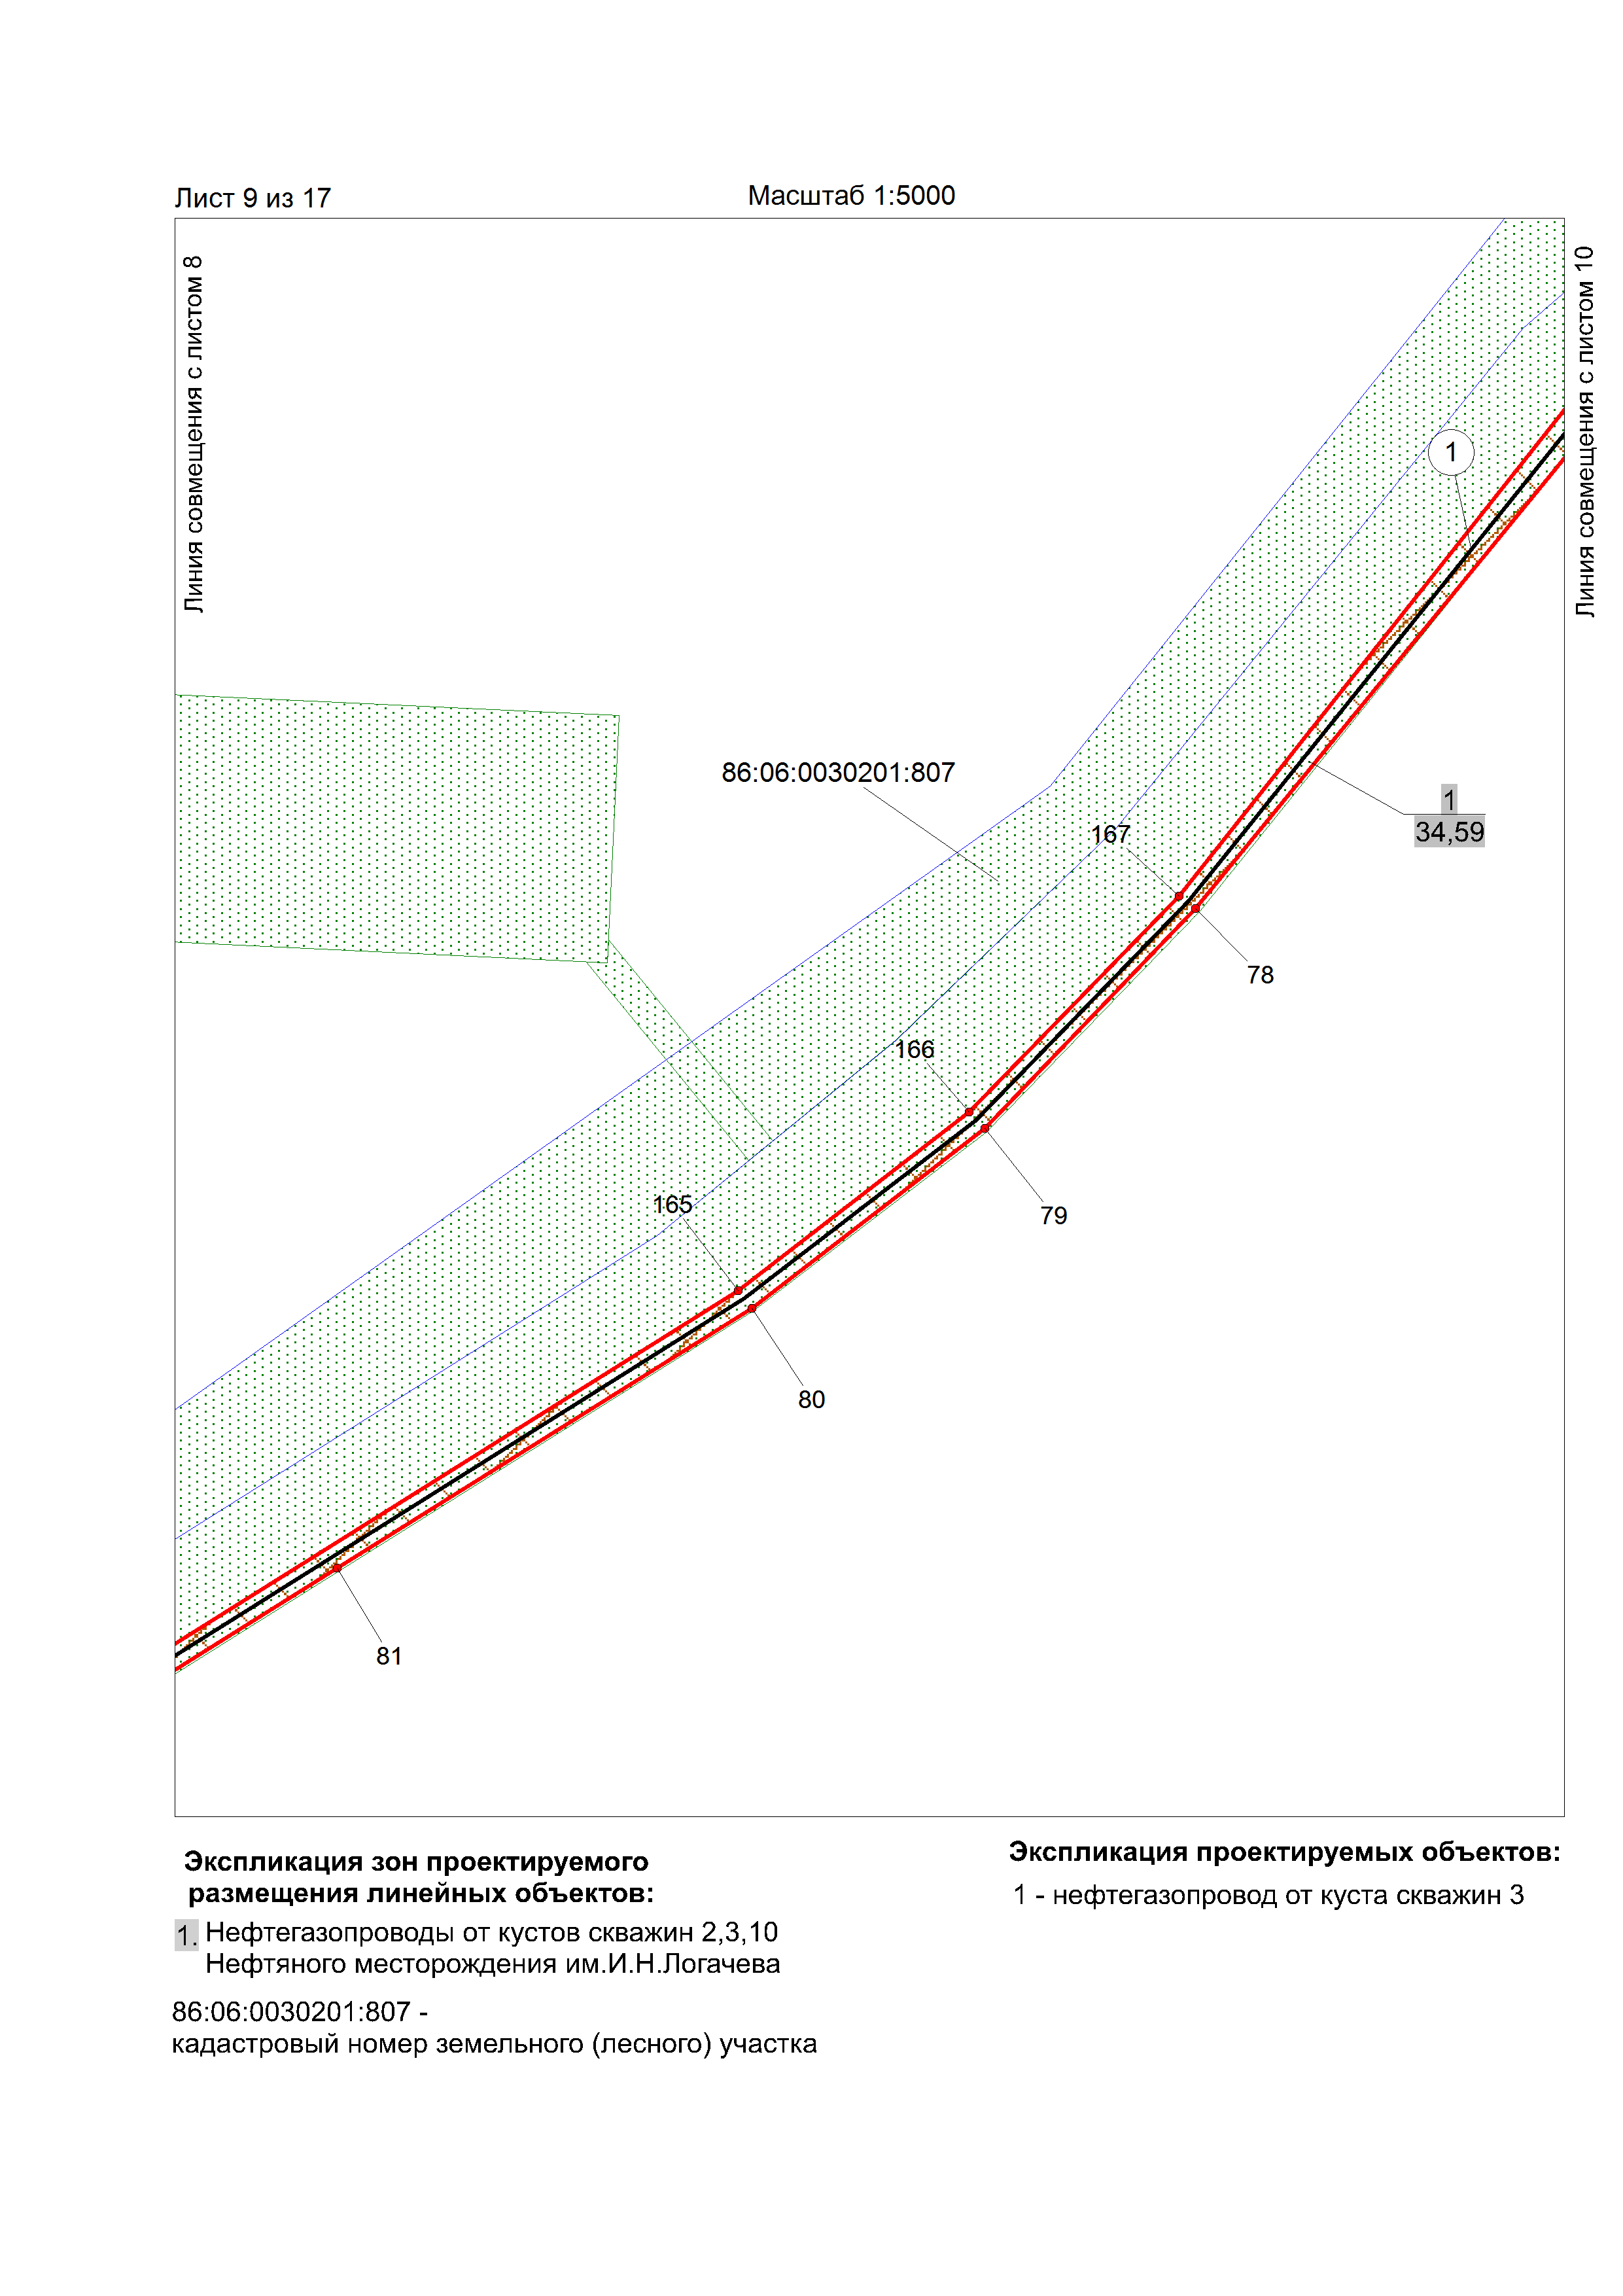 Лист 9 из 17
Масштаб 1:5000
Линия совмещения с листом 8
Линия совмещения с листом 10
1
86:06:0030201:807
1
34,59
167
78
166
79
165
80
81
Экспликация зон проектируемого
размещения линейных объектов:
1. Нефтегазопроводы от кустов скважин 2,3,10
Нефтяного месторождения им.И.Н.Логачева
86:06:0030201:807 -
кадастровый номер земельного (лесного) участка
Экспликация проектируемых объектов:
1 - нефтегазопровод от куста скважин 3